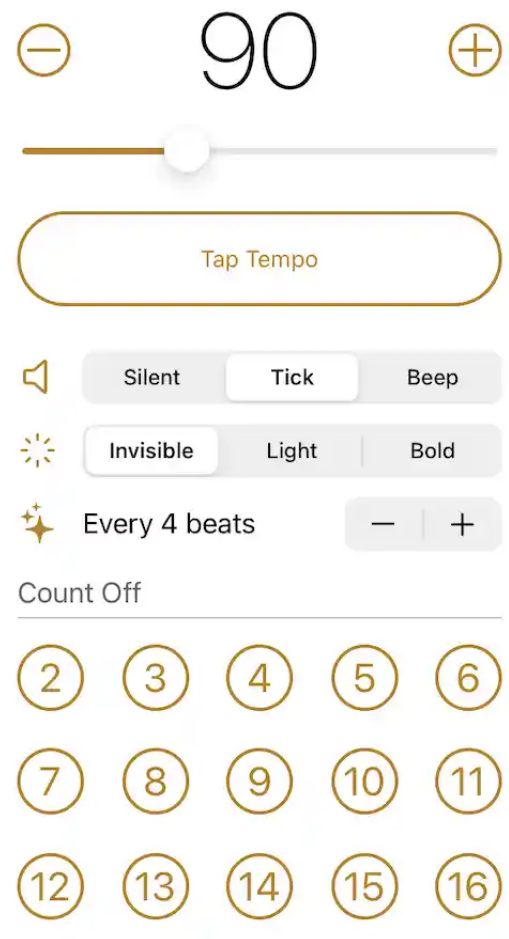 90
Tap Tempo
Silent Tick Beep
Invisible Light Bold
Every 4 beats
Count Off
2 3 4 5 6
7 8 9 10 11
12 13 14 15 16